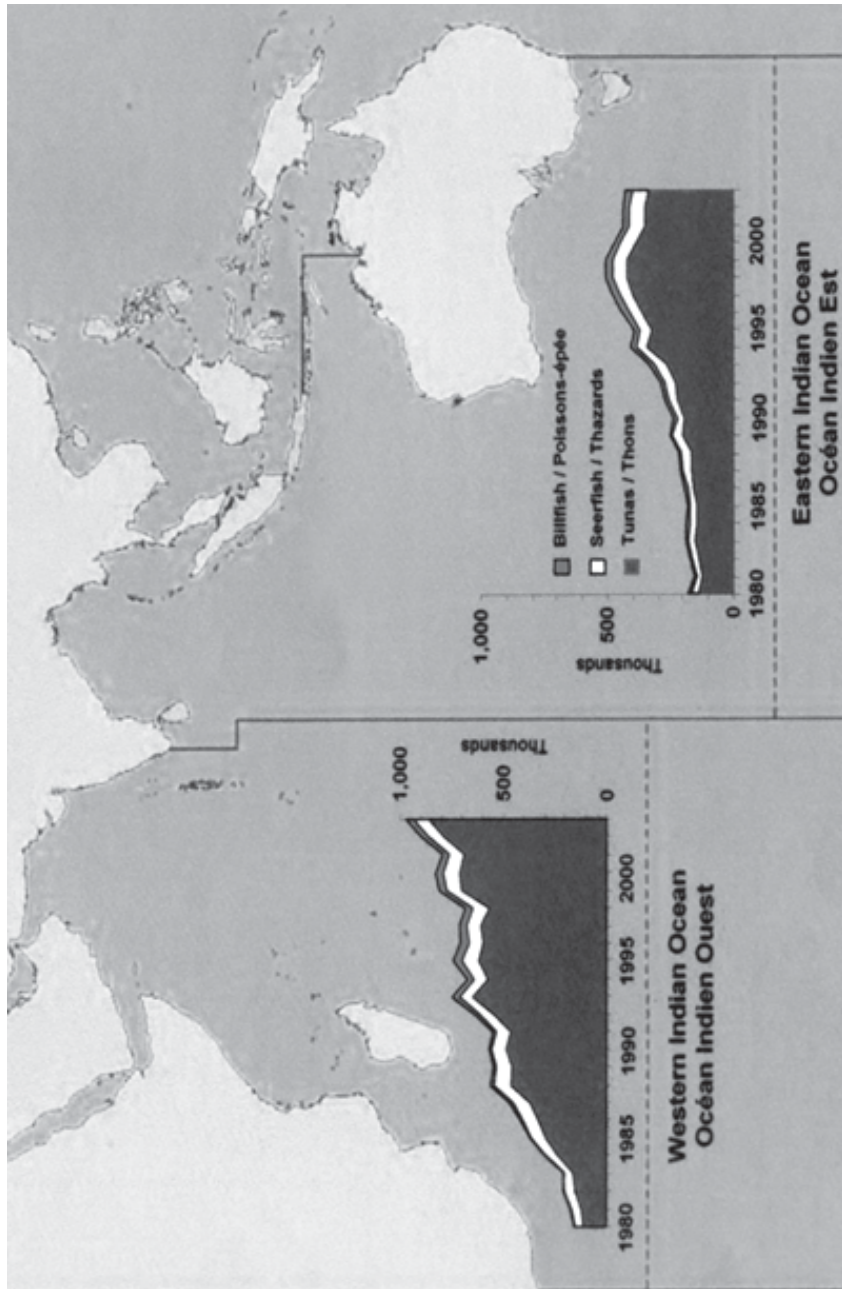 1,000
500
0
Thousands
1980
1985
1990
1995
2000
Western Indian Ocean
Océan Indien Ouest
1,000
500
0
Thousands
Billfish / Poissons-épée
Seerfish / Thazards
Tunas / Thons
1980
1985
1990
1995
2000
Eastern Indian Ocean
Océan Indien Est